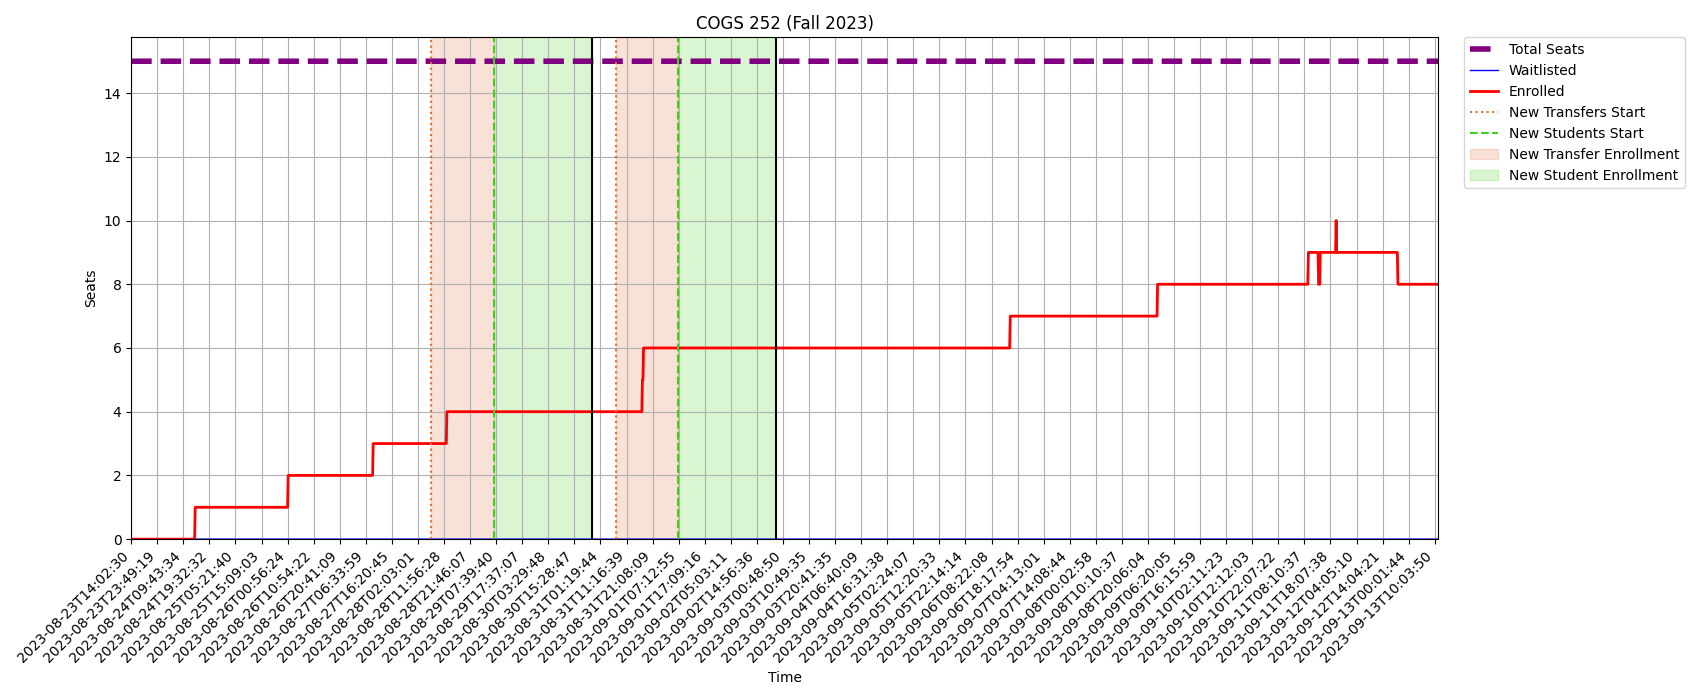 COGS 252 (Fall 2023)
Total Seats
Waitlisted
Enrolled
New Transfers Start
New Students Start
New Transfer Enrollment
New Student Enrollment
Seats
14
12
10
8
6
4
2
0
2023-08-23T14:02:30
2023-08-23T23:49:19
2023-08-24T09:43:34
2023-08-24T19:32:32
2023-08-25T05:21:40
2023-08-25T15:09:03
2023-08-26T00:56:24
2023-08-26T10:54:22
2023-08-26T20:41:09
2023-08-27T06:33:59
2023-08-27T16:20:45
2023-08-28T02:03:01
2023-08-28T11:56:28
2023-08-28T21:46:07
2023-08-29T07:39:40
2023-08-29T17:37:07
2023-08-30T03:29:48
2023-08-30T15:28:47
2023-08-31T01:19:44
2023-08-31T11:16:39
2023-08-31T21:08:09
2023-09-01T07:12:55
2023-09-01T17:09:16
2023-09-02T05:03:11
2023-09-02T14:56:36
2023-09-03T00:48:50
2023-09-03T10:49:35
2023-09-03T20:41:35
2023-09-04T06:40:09
2023-09-04T16:31:38
2023-09-05T02:24:07
2023-09-05T12:20:33
2023-09-05T22:14:14
2023-09-06T08:22:08
2023-09-06T18:17:54
2023-09-07T04:13:01
2023-09-07T14:08:44
2023-09-08T00:02:58
2023-09-08T10:10:37
2023-09-08T20:06:04
2023-09-09T06:20:05
2023-09-09T16:15:59
2023-09-10T02:11:23
2023-09-10T12:12:03
2023-09-10T22:07:22
2023-09-11T08:10:37
2023-09-11T18:07:38
2023-09-12T04:05:10
2023-09-12T14:04:21
2023-09-13T00:01:44
2023-09-13T10:03:50
Time